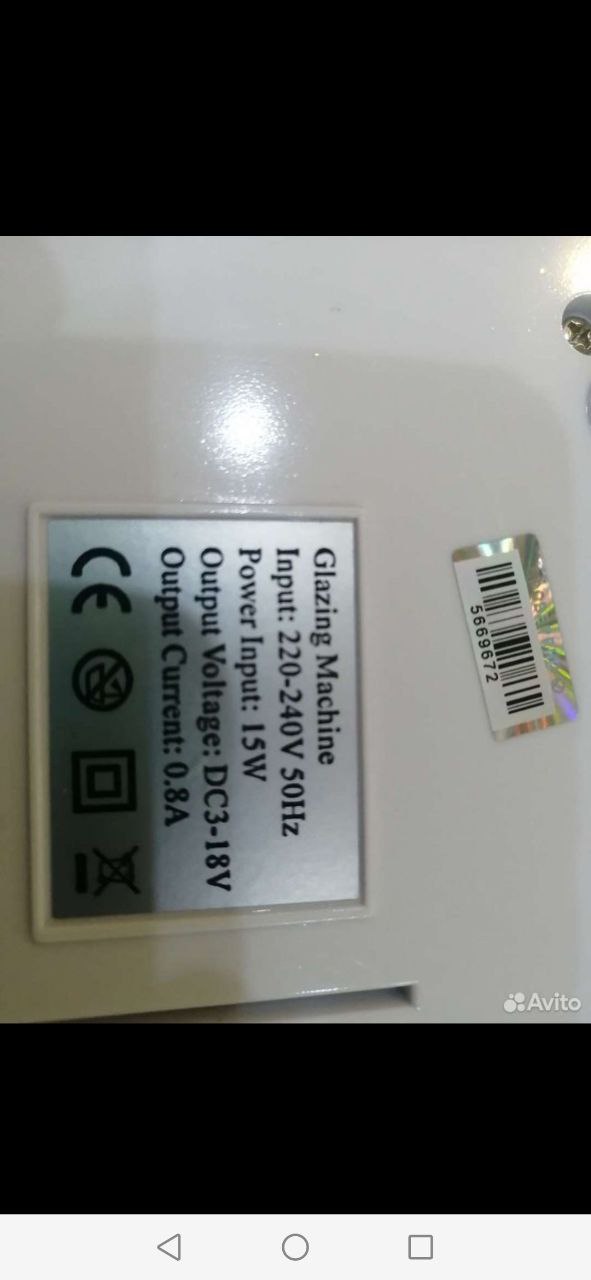 Glazing Machine
Input: 220-240V 50Hz
Power Input: 15W
Output Voltage: DC3-18V
Output Current: 0.8A
CE
5669672
Avito